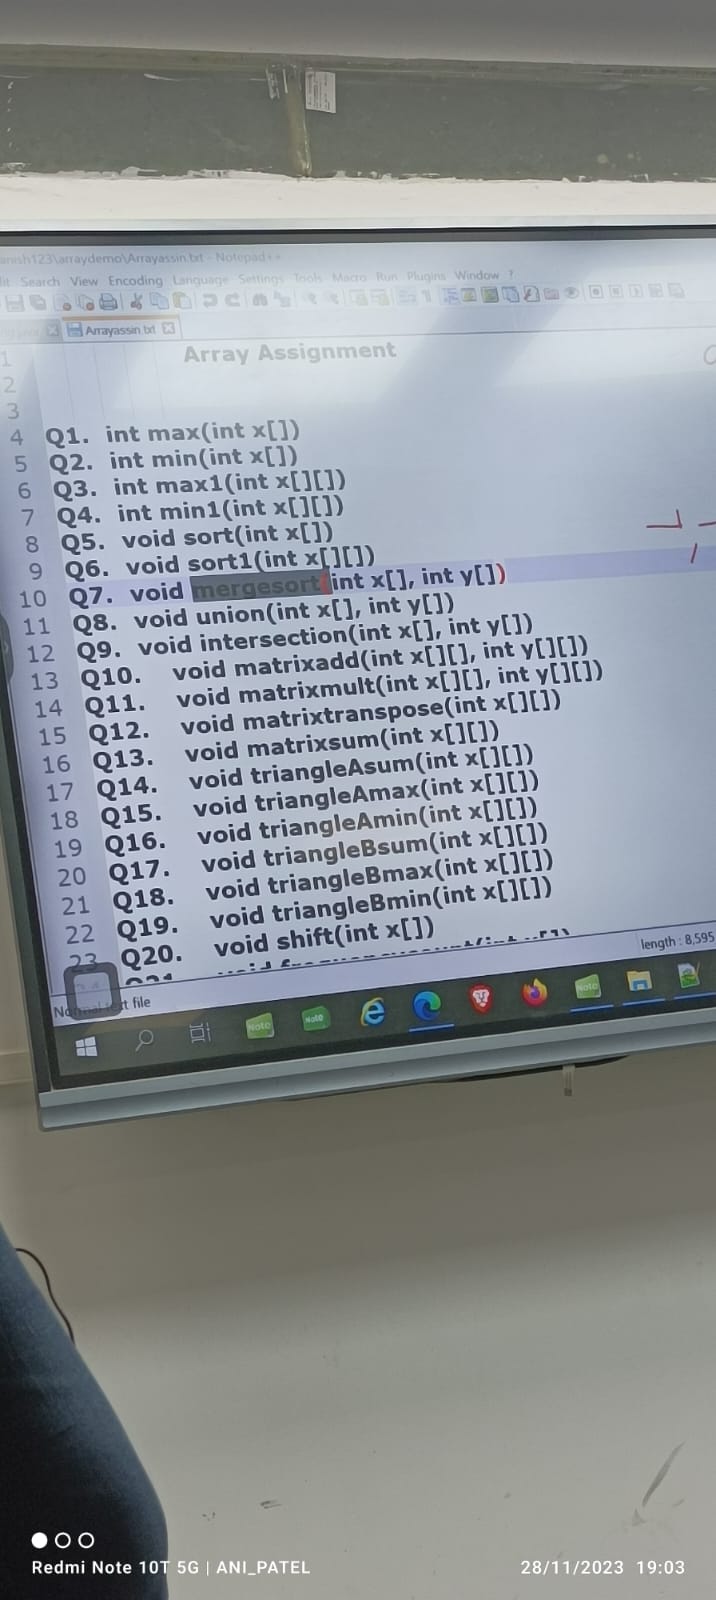 anish123\arraydemo\Arrayassin.txt - Notepad++
Search View Encoding Language Settings Tools Macro Run Plugins Window ?
Arrayassin.txt
1 Array Assignment
2
3
4 Q1. int max(int x[])
5 Q2. int min(int x[])
6 Q3. int max1(int x[][])
7 Q4. int min1(int x[][])
8 Q5. void sort(int x[])
9 Q6. void sort1(int x[][])
10 Q7. void mergesort(int x[], int y[])
11 Q8. void union(int x[], int y[])
12 Q9. void intersection(int x[], int y[])
13 Q10. void matrixadd(int x[][], int y[][])
14 Q11. void matrixmult(int x[][], int y[][])
15 Q12. void matrixtranspose(int x[][])
16 Q13. void matrixsum(int x[][])
17 Q14. void triangleAsum(int x[][])
18 Q15. void triangleAmax(int x[][])
19 Q16. void triangleAmin(int x[][])
20 Q17. void triangleBsum(int x[][])
21 Q18. void triangleBmax(int x[][])
22 Q19. void triangleBmin(int x[][])
23 Q20. void shift(int x[])
length : 8,595
Normal text file
Note
Note
Note
Redmi Note 10T 5G | ANI_PATEL
28/11/2023 19:03